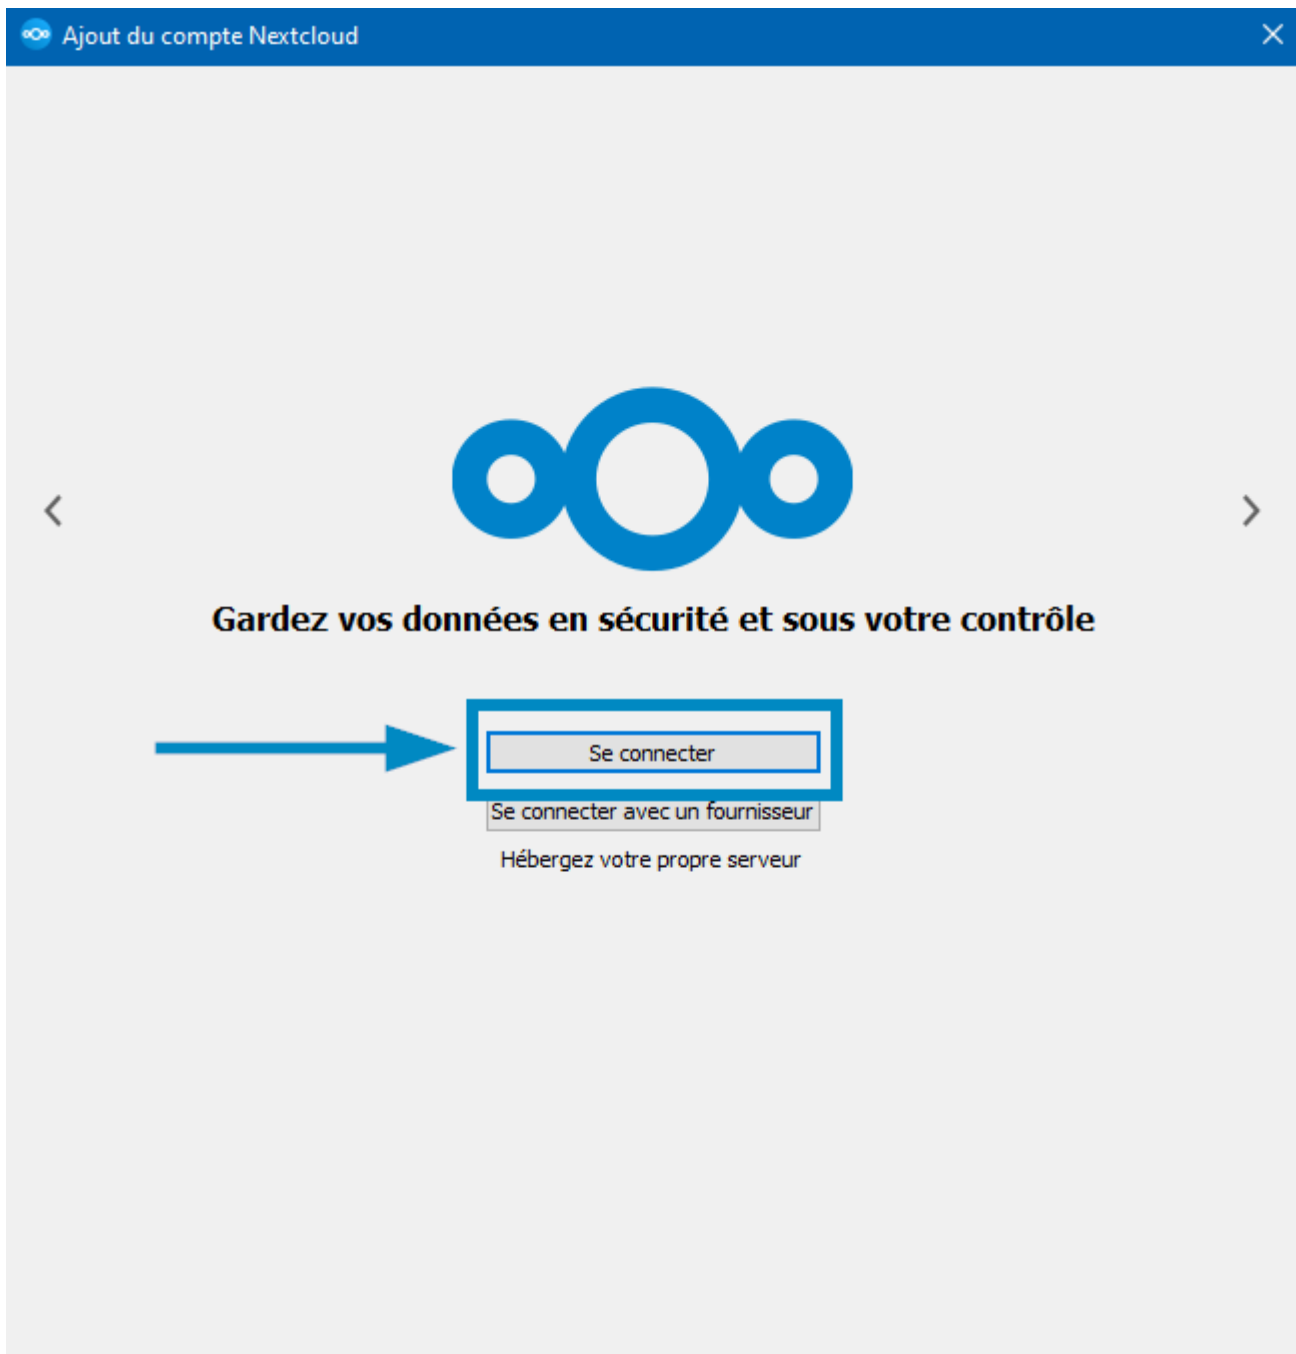 Ajout du compte Nextcloud
Gardez vos données en sécurité et sous votre contrôle
Se connecter
Se connecter avec un fournisseur
Hébergez votre propre serveur